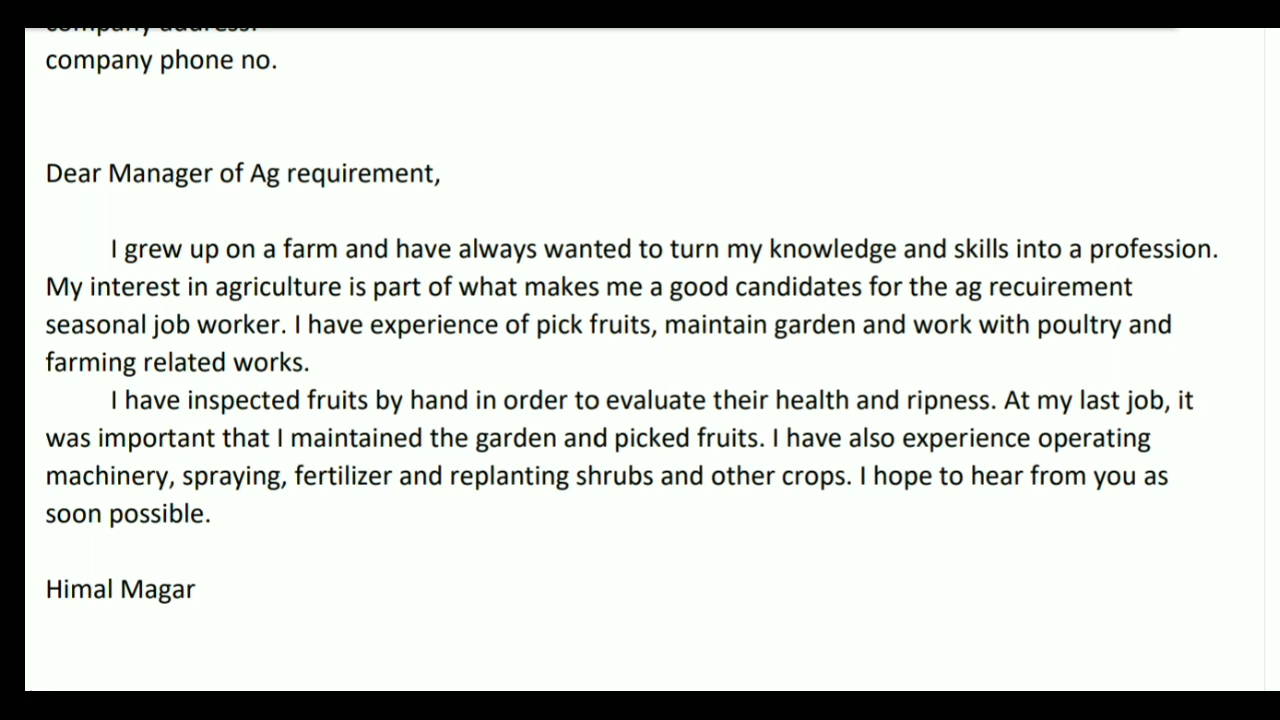 company address.
company phone no.
Dear Manager of Ag requirement,
I grew up on a farm and have always wanted to turn my knowledge and skills into a profession.
My interest in agriculture is part of what makes me a good candidates for the ag recuirement
seasonal job worker. I have experience of pick fruits, maintain garden and work with poultry and
farming related works.
I have inspected fruits by hand in order to evaluate their health and ripness. At my last job, it
was important that I maintained the garden and picked fruits. I have also experience operating
machinery, spraying, fertilizer and replanting shrubs and other crops. I hope to hear from you as
soon possible.
Himal Magar